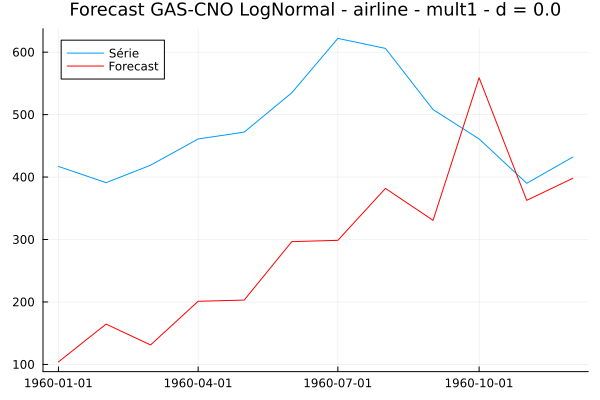 Forecast GAS-CNO LogNormal - airline - mult1 - d = 0.0
Série
Forecast
600
500
400
300
200
100
1960-01-01 1960-04-01 1960-07-01 1960-10-01